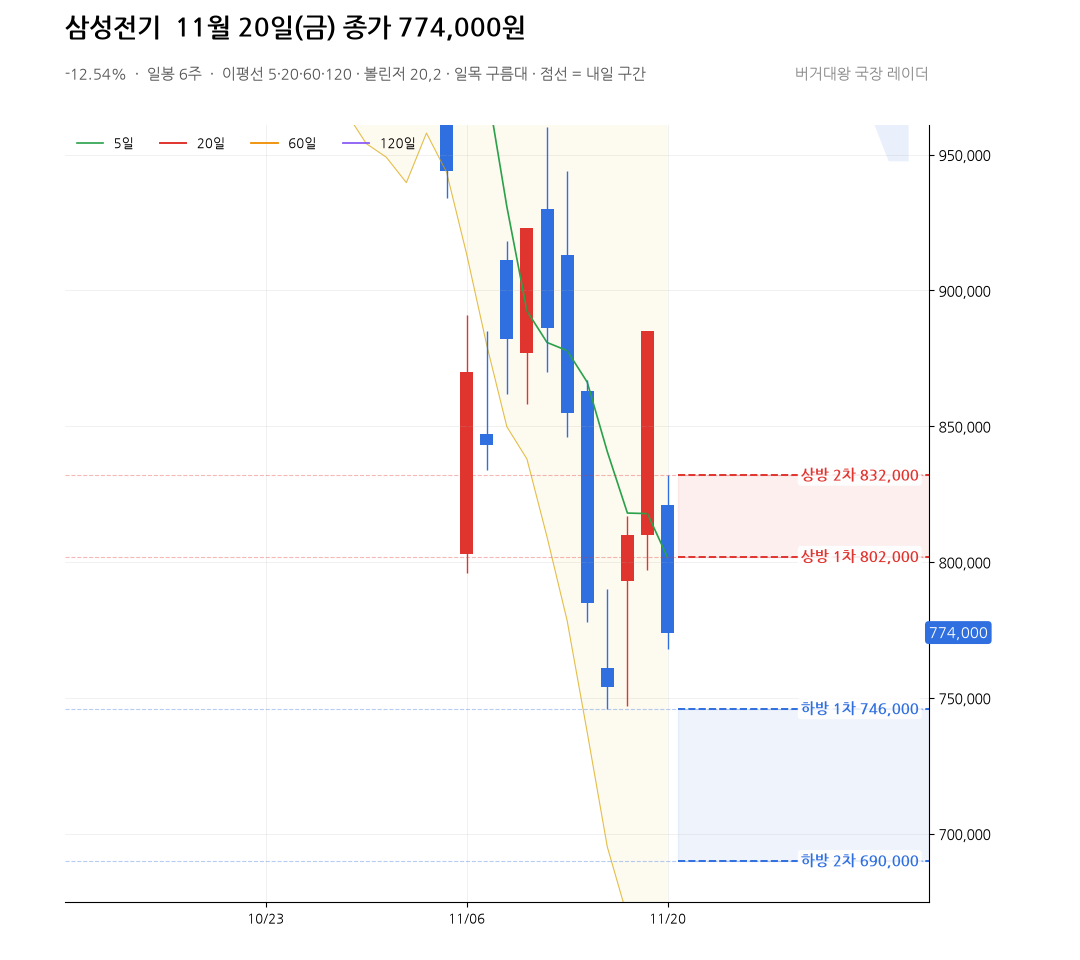 삼성전기 11월 20일(금) 종가 774,000원
-12.54% · 일봉 6주 · 이평선 5·20·60·120 · 볼린저 20,2 · 일목 구름대 · 점선 = 내일 구간
버거대왕 국장 레이더
5일 20일 60일 120일
950,000
900,000
850,000
상방 2차 832,000
상방 1차 802,000
800,000
774,000
750,000
하방 1차 746,000
700,000
하방 2차 690,000
10/23 11/06 11/20